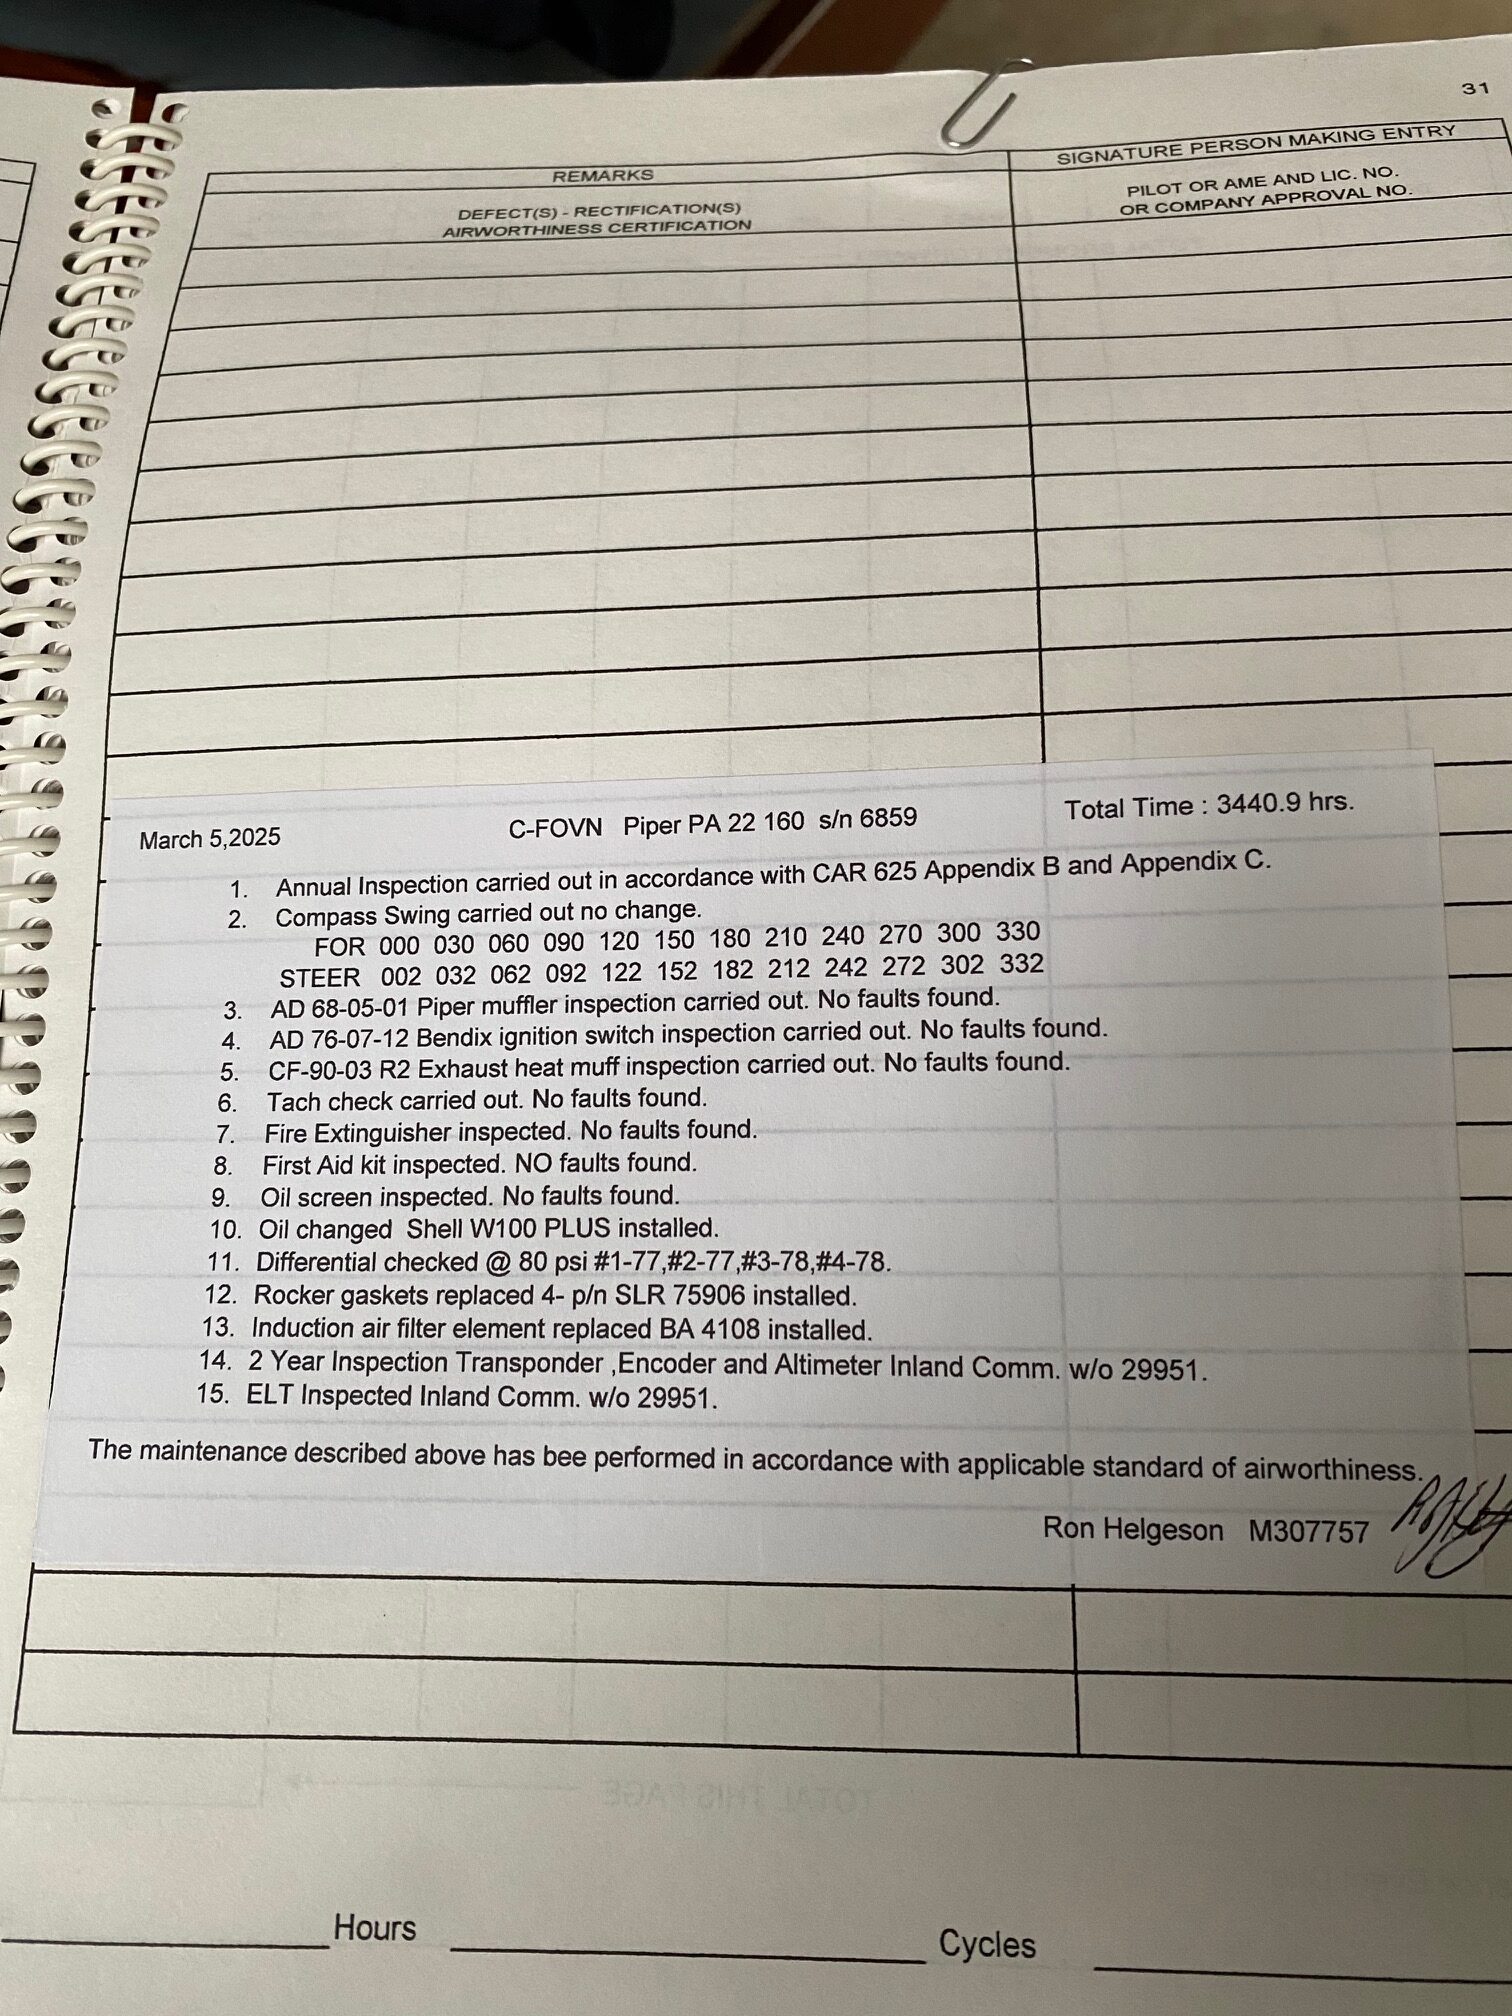 31
REMARKS
SIGNATURE PERSON MAKING ENTRY
DEFECT(S) - RECTIFICATION(S)
AIRWORTHINESS CERTIFICATION
PILOT OR AME AND LIC. NO.
OR COMPANY APPROVAL NO.
March 5,2025 C-FOVN Piper PA 22 160 s/n 6859 Total Time : 3440.9 hrs.
1. Annual Inspection carried out in accordance with CAR 625 Appendix B and Appendix C.
2. Compass Swing carried out no change.
FOR 000 030 060 090 120 150 180 210 240 270 300 330
STEER 002 032 062 092 122 152 182 212 242 272 302 332
3. AD 68-05-01 Piper muffler inspection carried out. No faults found.
4. AD 76-07-12 Bendix ignition switch inspection carried out. No faults found.
5. CF-90-03 R2 Exhaust heat muff inspection carried out. No faults found.
6. Tach check carried out. No faults found.
7. Fire Extinguisher inspected. No faults found.
8. First Aid kit inspected. NO faults found.
9. Oil screen inspected. No faults found.
10. Oil changed Shell W100 PLUS installed.
11. Differential checked @ 80 psi #1-77,#2-77,#3-78,#4-78.
12. Rocker gaskets replaced 4- p/n SLR 75906 installed.
13. Induction air filter element replaced BA 4108 installed.
14. 2 Year Inspection Transponder ,Encoder and Altimeter Inland Comm. w/o 29951.
15. ELT Inspected Inland Comm. w/o 29951.
The maintenance described above has bee performed in accordance with applicable standard of airworthiness.
Ron Helgeson M307757
TOTAL THIS PAGE
Hours
Cycles